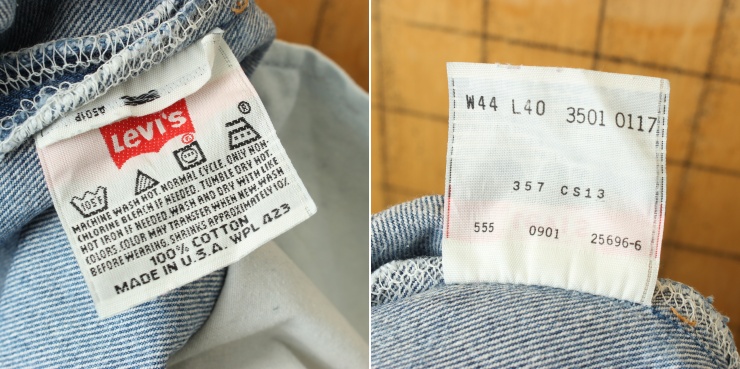 A501P
Levi's
®
105F
MACHINE WASH HOT, NORMAL CYCLE. ONLY NON-
CHLORINE BLEACH IF NEEDED. TUMBLE DRY HOT.
HOT IRON IF NEEDED. WASH AND DRY WITH LIKE
COLORS. COLOR MAY TRANSFER WHEN NEW. WASH
BEFORE WEARING. SHRINKS APPROXIMATELY 10%.
100% COTTON
MADE IN U.S.A. WPL 423
W44 L40 3501 0117
357 CS13
555 0901 25696-6